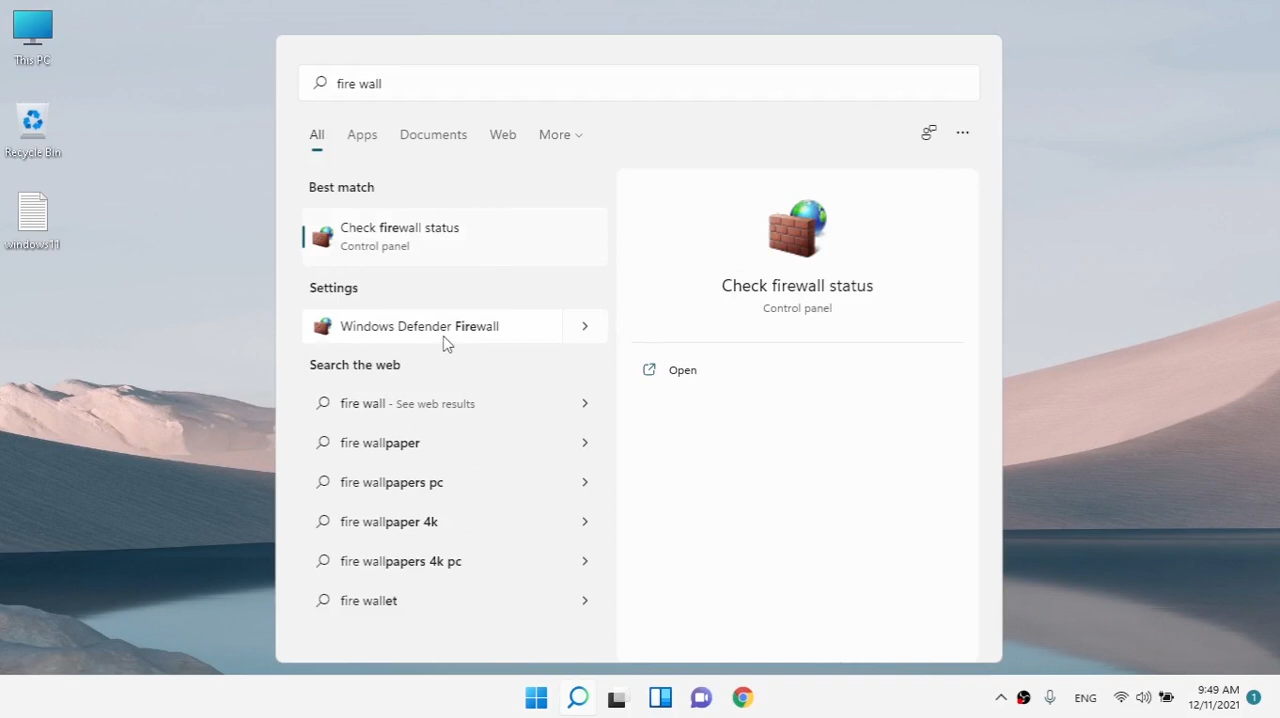 This PC
Recycle Bin
windows11
fire wall
All Apps Documents Web More
Best match
Check firewall status
Control panel
Settings
Windows Defender Firewall
Search the web
fire wall - See web results
fire wallpaper
fire wallpapers pc
fire wallpaper 4k
fire wallpapers 4k pc
fire wallet
Check firewall status
Control panel
Open
ENG
9:49 AM
12/11/2021
1